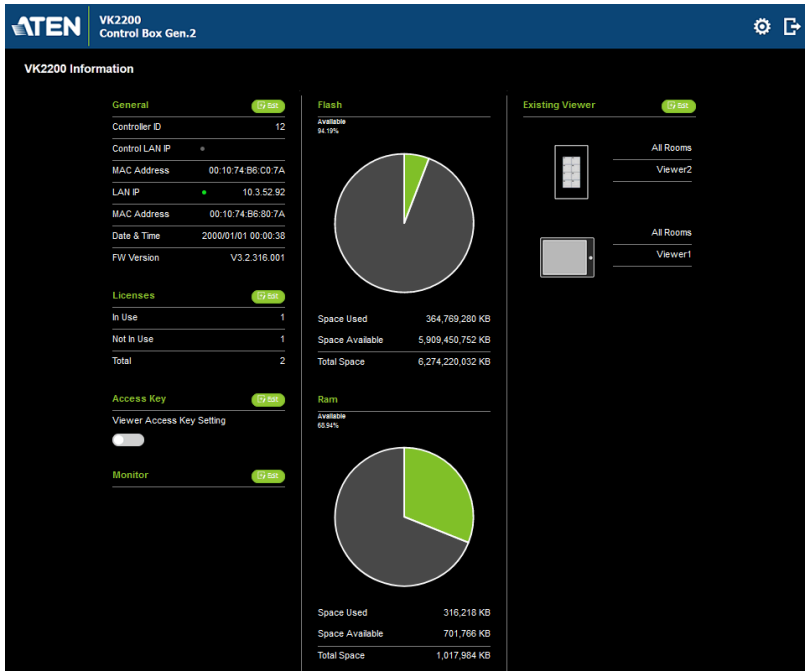 ATEN
VK2200
Control Box Gen.2
VK2200 Information
General Edit
Controller ID 12
Control LAN IP
MAC Address 00:10:74:B6:C0:7A
LAN IP 10.3.52.92
MAC Address 00:10:74:B6:80:7A
Date & Time 2000/01/01 00:00:38
FW Version V3.2.316.001
Licenses Edit
In Use 1
Not In Use 1
Total 2
Access Key Edit
Viewer Access Key Setting
Monitor Edit
Flash
Available
94.19%
Space Used 364,769,280 KB
Space Available 5,909,450,752 KB
Total Space 6,274,220,032 KB
Ram
Available
68.94%
Space Used 316,218 KB
Space Available 701,766 KB
Total Space 1,017,984 KB
Existing Viewer Edit
All Rooms
Viewer2
All Rooms
Viewer1